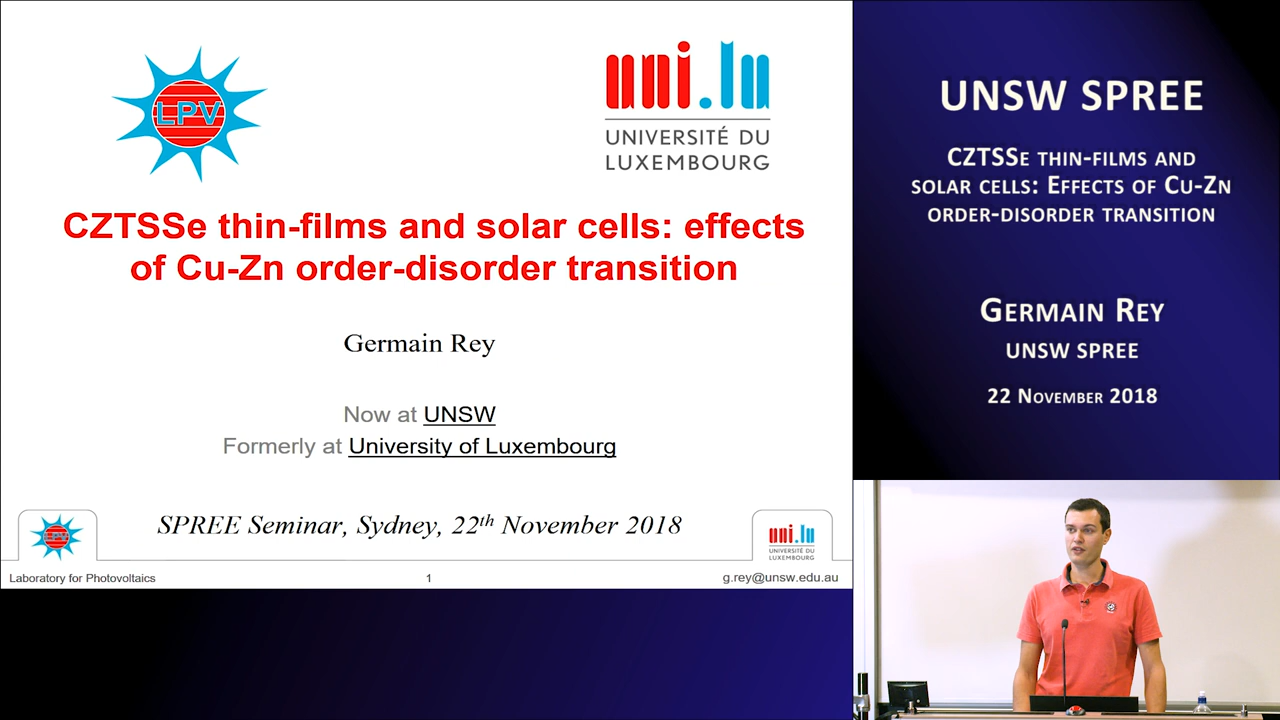 LPV
uni.lu
UNIVERSITÉ DU
LUXEMBOURG
CZTSSe thin-films and solar cells: effects
of Cu-Zn order-disorder transition
Germain Rey
Now at UNSW
Formerly at University of Luxembourg
SPREE Seminar, Sydney, 22th November 2018
LPV
uni.lu
UNIVERSITÉ DU
LUXEMBOURG
Laboratory for Photovoltaics
1
g.rey@unsw.edu.au
UNSW SPREE
CZTSSe thin-films and
solar cells: Effects of Cu-Zn
order-disorder transition
Germain Rey
UNSW SPREE
22 November 2018